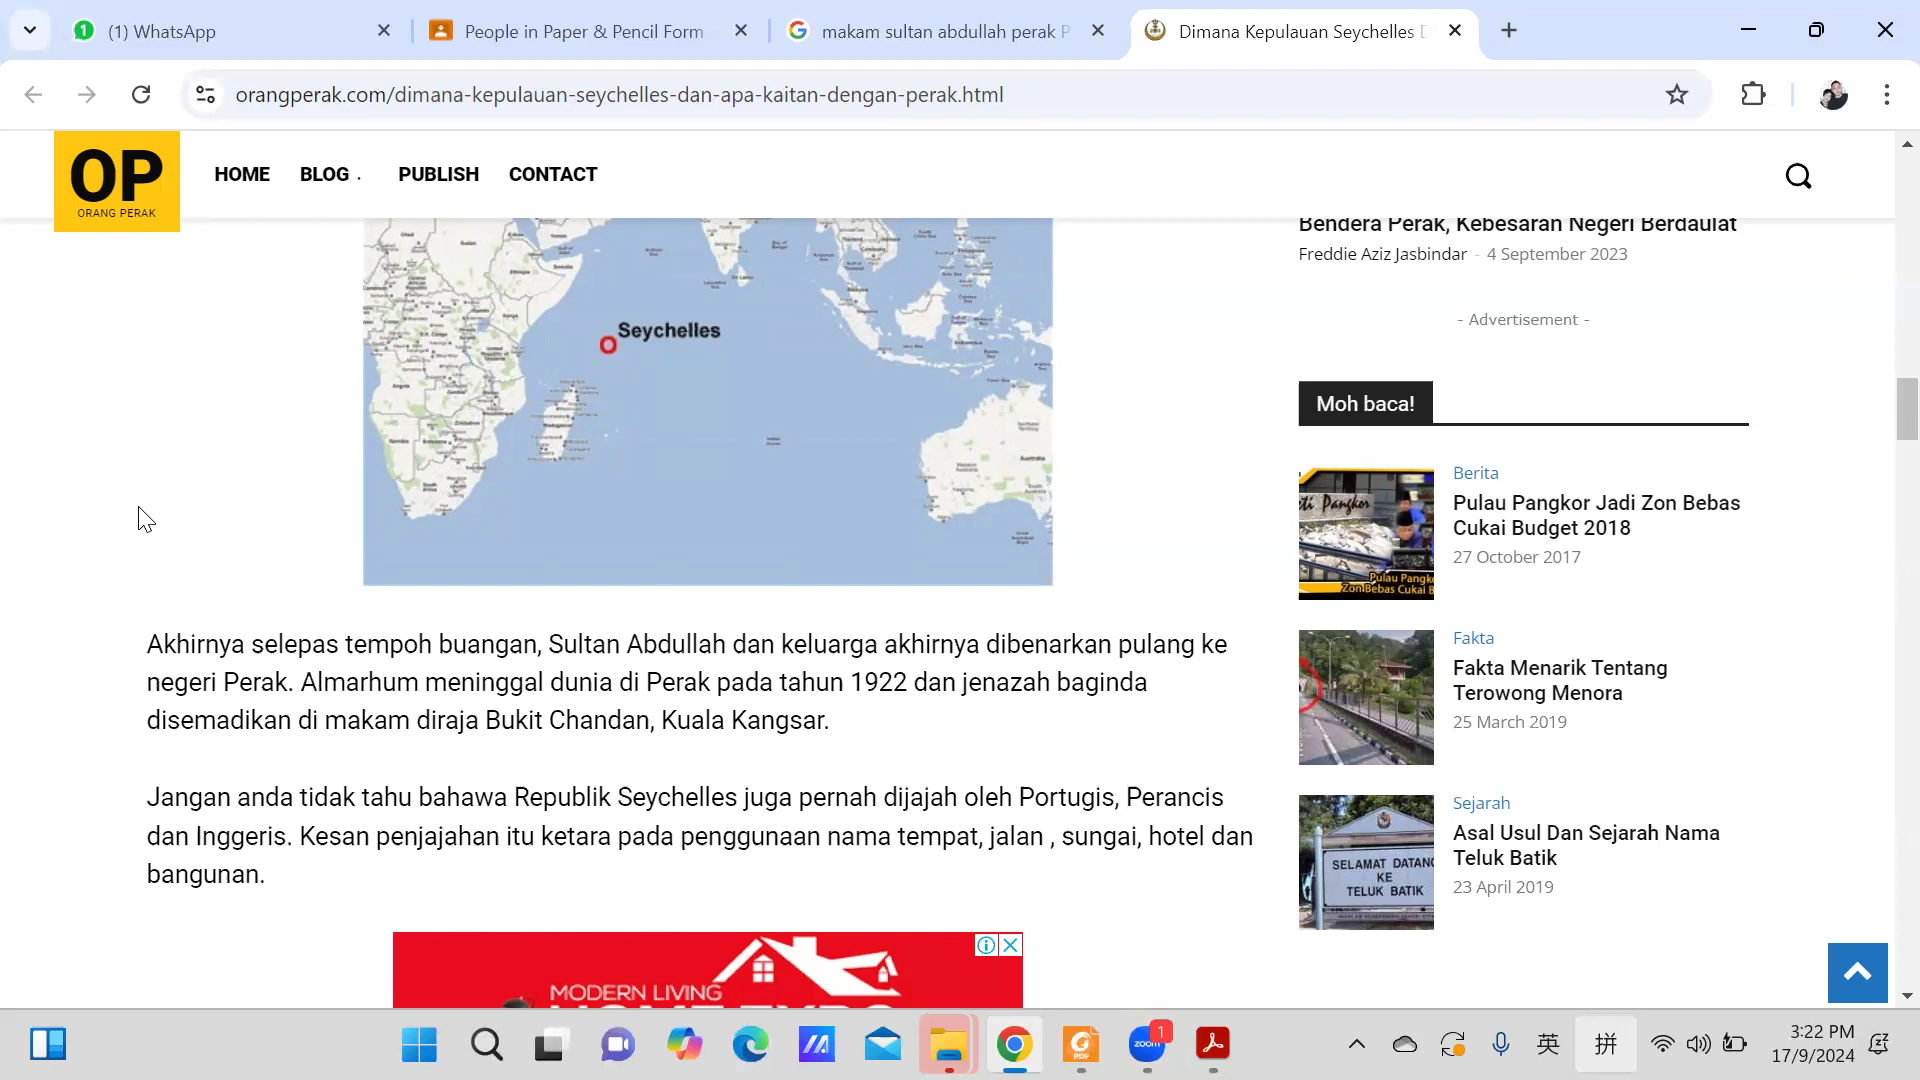 (1) WhatsApp
People in Paper & Pencil Form
makam sultan abdullah perak
Dimana Kepulauan Seychelles
orangperak.com/dimana-kepulauan-seychelles-dan-apa-kaitan-dengan-perak.html
OP
ORANG PERAK
HOME
BLOG
PUBLISH
CONTACT
Seychelles
Akhirnya selepas tempoh buangan, Sultan Abdullah dan keluarga akhirnya dibenarkan pulang ke
negeri Perak. Almarhum meninggal dunia di Perak pada tahun 1922 dan jenazah baginda
disemadikan di makam diraja Bukit Chandan, Kuala Kangsar.
Jangan anda tidak tahu bahawa Republik Seychelles juga pernah dijajah oleh Portugis, Perancis
dan Inggeris. Kesan penjajahan itu ketara pada penggunaan nama tempat, jalan , sungai, hotel dan
bangunan.
MODERN LIVING
Bendera Perak, Kebesaran Negeri Berdaulat
Freddie Aziz Jasbindar - 4 September 2023
- Advertisement -
Moh baca!
Berita
Pulau Pangkor Jadi Zon Bebas
Cukai Budget 2018
27 October 2017
Pulau Pangko
Zon Bebas Cukai B
Fakta
Fakta Menarik Tentang
Terowong Menora
25 March 2019
Sejarah
Asal Usul Dan Sejarah Nama
Teluk Batik
23 April 2019
SELAMAT DATANG
KE
TELUK BATIK
zoom
1
英
拼
3:22 PM
17/9/2024